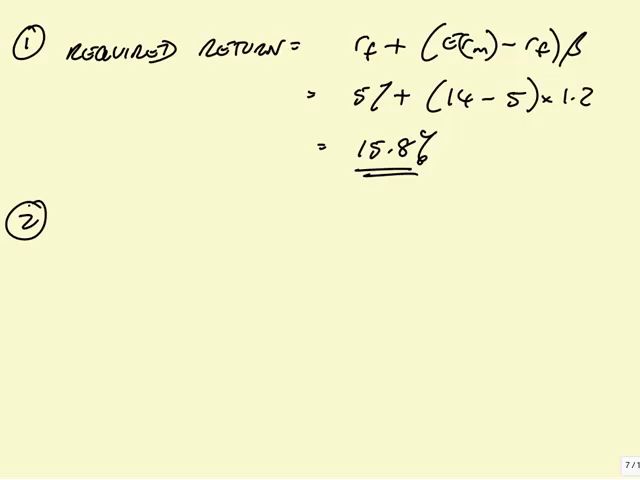 ① REQUIRED RETURN = rf + (E(rm) - rf)β
= 5% + (14 - 5) × 1.2
= 15.8%
②
7 / 1